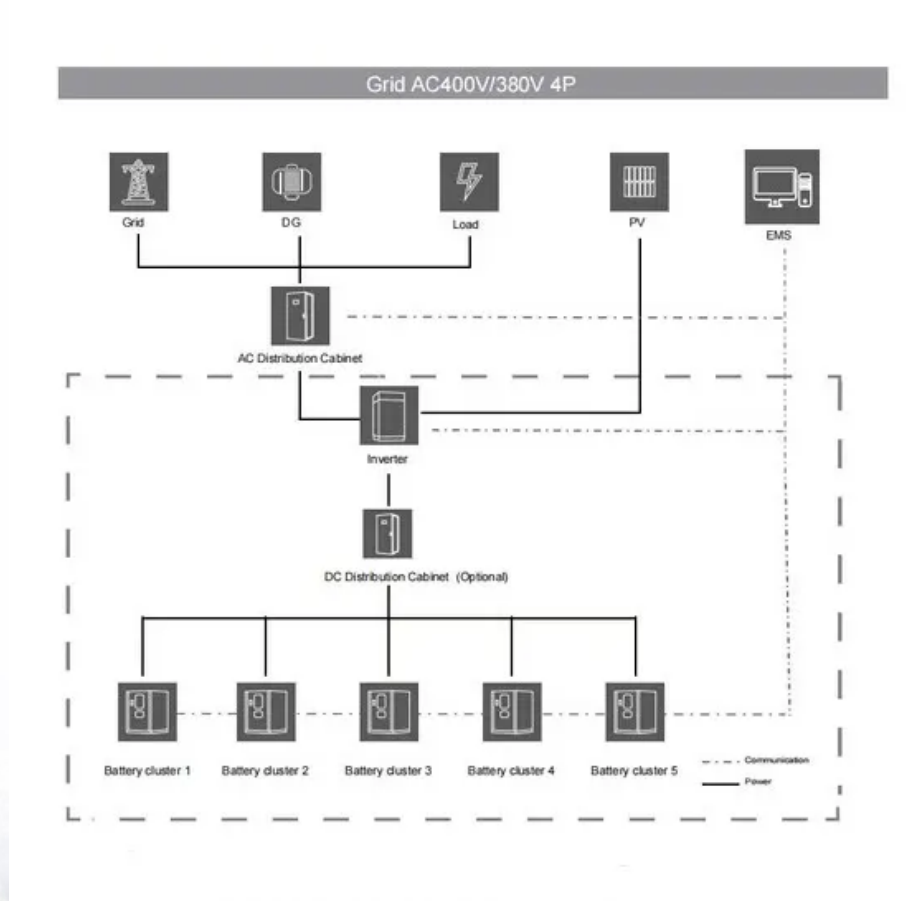 Grid AC400V/380V 4P
Grid
DG
Load
PV
EMS
AC Distribution Cabinet
Inverter
DC Distribution Cabinet (Optional)
Battery cluster 1
Battery cluster 2
Battery cluster 3
Battery cluster 4
Battery cluster 5
Communication
Power